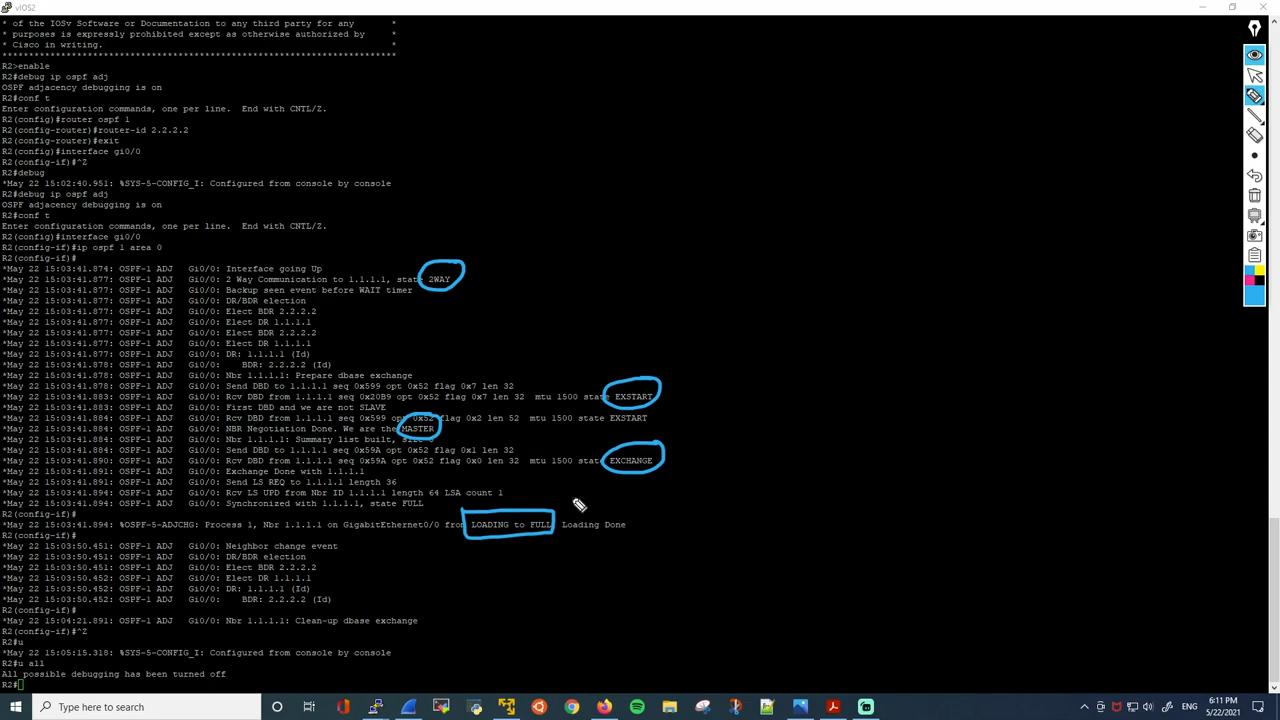 vIOS2
* of the IOSv Software or Documentation to any third party for any *
* purposes is expressly prohibited except as otherwise authorized by *
* Cisco in writing. *
**************************************************************************
R2>enable
R2#debug ip ospf adj
OSPF adjacency debugging is on
R2#conf t
Enter configuration commands, one per line. End with CNTL/Z.
R2(config)#router ospf 1
R2(config-router)#router-id 2.2.2.2
R2(config-router)#exit
R2(config)#interface gi0/0
R2(config-if)#^Z
R2#debug
*May 22 15:02:40.951: %SYS-5-CONFIG_I: Configured from console by console
R2#debug ip ospf adj
OSPF adjacency debugging is on
R2#conf t
Enter configuration commands, one per line. End with CNTL/Z.
R2(config)#interface gi0/0
R2(config-if)#ip ospf 1 area 0
R2(config-if)#
*May 22 15:03:41.874: OSPF-1 ADJ Gi0/0: Interface going Up
*May 22 15:03:41.877: OSPF-1 ADJ Gi0/0: 2 Way Communication to 1.1.1.1, state 2WAY
*May 22 15:03:41.877: OSPF-1 ADJ Gi0/0: Backup seen event before WAIT timer
*May 22 15:03:41.877: OSPF-1 ADJ Gi0/0: DR/BDR election
*May 22 15:03:41.877: OSPF-1 ADJ Gi0/0: Elect BDR 2.2.2.2
*May 22 15:03:41.877: OSPF-1 ADJ Gi0/0: Elect DR 1.1.1.1
*May 22 15:03:41.877: OSPF-1 ADJ Gi0/0: Elect BDR 2.2.2.2
*May 22 15:03:41.877: OSPF-1 ADJ Gi0/0: Elect DR 1.1.1.1
*May 22 15:03:41.877: OSPF-1 ADJ Gi0/0: DR: 1.1.1.1 (Id)
*May 22 15:03:41.878: OSPF-1 ADJ Gi0/0: BDR: 2.2.2.2 (Id)
*May 22 15:03:41.878: OSPF-1 ADJ Gi0/0: Nbr 1.1.1.1: Prepare dbase exchange
*May 22 15:03:41.878: OSPF-1 ADJ Gi0/0: Send DBD to 1.1.1.1 seq 0x599 opt 0x52 flag 0x7 len 32
*May 22 15:03:41.883: OSPF-1 ADJ Gi0/0: Rcv DBD from 1.1.1.1 seq 0x20B9 opt 0x52 flag 0x7 len 32 mtu 1500 state EXSTART
*May 22 15:03:41.883: OSPF-1 ADJ Gi0/0: First DBD and we are not SLAVE
*May 22 15:03:41.884: OSPF-1 ADJ Gi0/0: Rcv DBD from 1.1.1.1 seq 0x599 opt 0x52 flag 0x2 len 52 mtu 1500 state EXSTART
*May 22 15:03:41.884: OSPF-1 ADJ Gi0/0: NBR Negotiation Done. We are the MASTER
*May 22 15:03:41.884: OSPF-1 ADJ Gi0/0: Nbr 1.1.1.1: Summary list built,
*May 22 15:03:41.884: OSPF-1 ADJ Gi0/0: Send DBD to 1.1.1.1 seq 0x59A opt 0x52 flag 0x1 len 32
*May 22 15:03:41.890: OSPF-1 ADJ Gi0/0: Rcv DBD from 1.1.1.1 seq 0x59A opt 0x52 flag 0x0 len 32 mtu 1500 state EXCHANGE
*May 22 15:03:41.890: OSPF-1 ADJ Gi0/0: Exchange Done with 1.1.1.1
*May 22 15:03:41.891: OSPF-1 ADJ Gi0/0: Send LS REQ to 1.1.1.1 length 36
*May 22 15:03:41.894: OSPF-1 ADJ Gi0/0: Rcv LS UPD from Nbr ID 1.1.1.1 length 64 LSA count 1
*May 22 15:03:41.894: OSPF-1 ADJ Gi0/0: Synchronized with 1.1.1.1, state FULL
R2(config-if)#
*May 22 15:03:41.894: %OSPF-5-ADJCHG: Process 1, Nbr 1.1.1.1 on GigabitEthernet0/0 from LOADING to FULL, Loading Done
R2(config-if)#
*May 22 15:03:50.451: OSPF-1 ADJ Gi0/0: Neighbor change event
*May 22 15:03:50.451: OSPF-1 ADJ Gi0/0: DR/BDR election
*May 22 15:03:50.451: OSPF-1 ADJ Gi0/0: Elect BDR 2.2.2.2
*May 22 15:03:50.452: OSPF-1 ADJ Gi0/0: Elect DR 1.1.1.1
*May 22 15:03:50.452: OSPF-1 ADJ Gi0/0: DR: 1.1.1.1 (Id)
*May 22 15:03:50.452: OSPF-1 ADJ Gi0/0: BDR: 2.2.2.2 (Id)
R2(config-if)#
*May 22 15:04:21.891: OSPF-1 ADJ Gi0/0: Nbr 1.1.1.1: Clean-up dbase exchange
R2(config-if)#^Z
R2#u
*May 22 15:05:15.318: %SYS-5-CONFIG_I: Configured from console by console
R2#u all
All possible debugging has been turned off
R2#
Type here to search
ENG
6:11 PM
5/22/2021